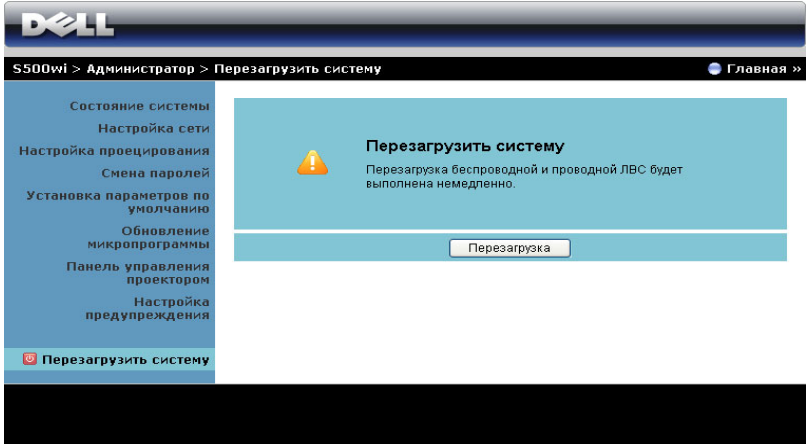 DELL
S500wi > Администратор > Перезагрузить систему
Главная »
Состояние системы
Настройка сети
Настройка проецирования
Смена паролей
Установка параметров по
умолчанию
Обновление
микропрограммы
Панель управления
проектором
Настройка
предупреждения
Перезагрузить систему
Перезагрузить систему
Перезагрузка беспроводной и проводной ЛВС будет
выполнена немедленно.
Перезагрузка